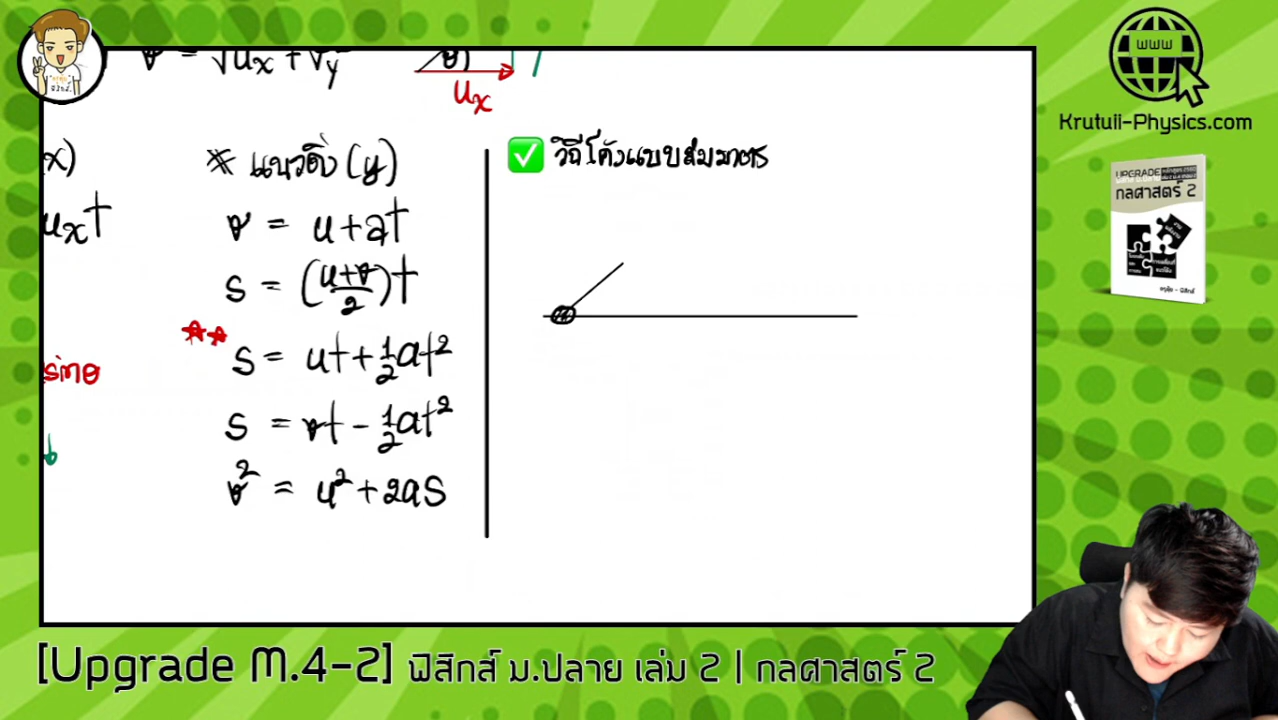 v = √ux² + vy²
θ
ux
x)
uxt
sinθ
* แนวดิ่ง (y)
v = u+at
s = (u+v/2)t
s = ut+½at²
s = vt-½at²
v² = u²+2as
วิถีโค้งแบบสมมาตร
www
Krutuii-Physics.com
UPGRADE
กลศาสตร์ 2
[Upgrade M.4-2] ฟิสิกส์ ม.ปลาย เล่ม 2 | กลศาสตร์ 2